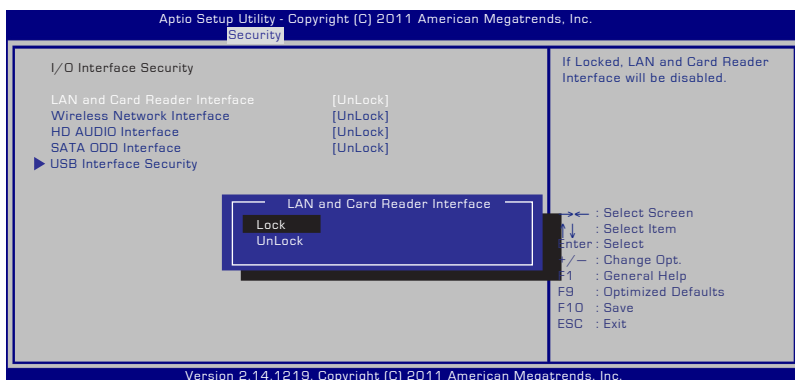 Aptio Setup Utility - Copyright (C) 2011 American Megatrends, Inc.
Security
I/O Interface Security
LAN and Card Reader Interface [UnLock]
Wireless Network Interface [UnLock]
HD AUDIO Interface [UnLock]
SATA ODD Interface [UnLock]
USB Interface Security
If Locked, LAN and Card Reader
Interface will be disabled.
LAN and Card Reader Interface
Lock
UnLock
→← : Select Screen
↑↓ : Select Item
Enter : Select
+/— : Change Opt.
F1 : General Help
F9 : Optimized Defaults
F10 : Save
ESC : Exit
Version 2.14.1219. Copyright (C) 2011 American Megatrends, Inc.